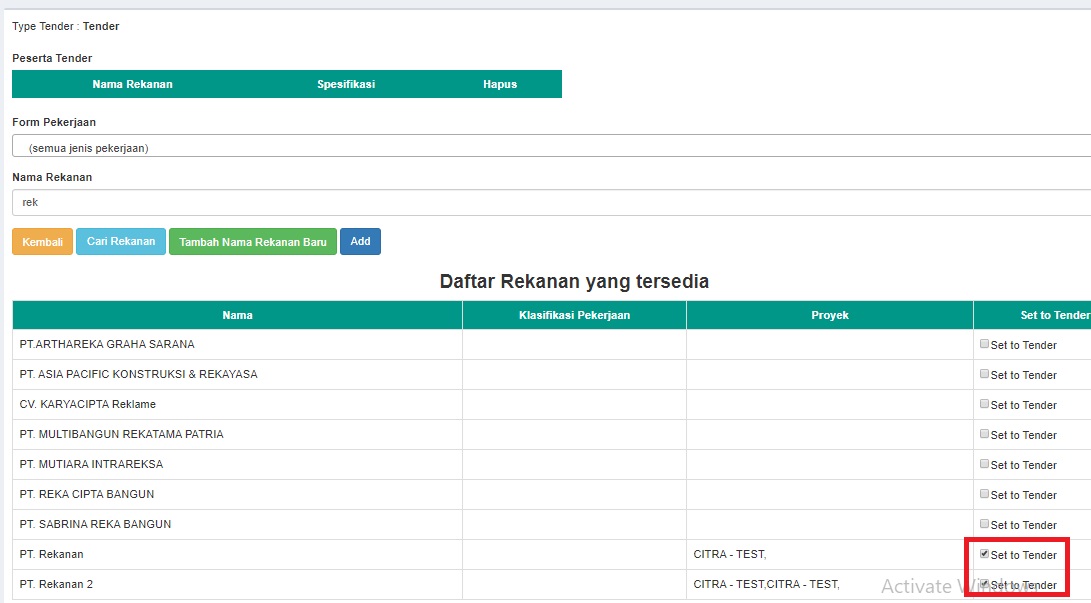 Type Tender : Tender
Peserta Tender
Nama Rekanan Spesifikasi Hapus
Form Pekerjaan
(semua jenis pekerjaan)
Nama Rekanan
rek
Kembali Cari Rekanan Tambah Nama Rekanan Baru Add
Daftar Rekanan yang tersedia
Nama Klasifikasi Pekerjaan Proyek Set to Tender
PT.ARTHAREKA GRAHA SARANA Set to Tender
PT. ASIA PACIFIC KONSTRUKSI & REKAYASA Set to Tender
CV. KARYACIPTA Reklame Set to Tender
PT. MULTIBANGUN REKATAMA PATRIA Set to Tender
PT. MUTIARA INTRAREKSA Set to Tender
PT. REKA CIPTA BANGUN Set to Tender
PT. SABRINA REKA BANGUN Set to Tender
PT. Rekanan CITRA - TEST, Set to Tender
PT. Rekanan 2 CITRA - TEST,CITRA - TEST, Set to Tender
Activate Windows